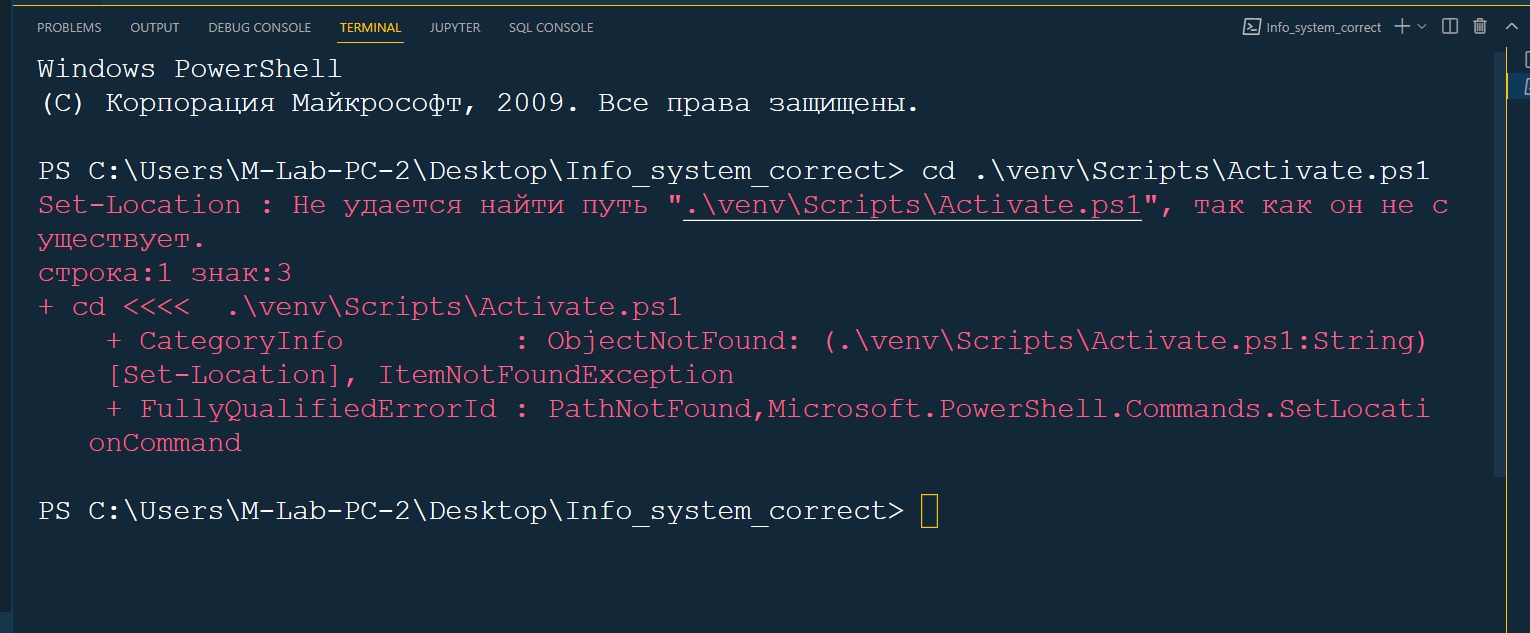 PROBLEMS OUTPUT DEBUG CONSOLE TERMINAL JUPYTER SQL CONSOLE Info_system_correct
Windows PowerShell
(C) Корпорация Майкрософт, 2009. Все права защищены.
PS C:\Users\M-Lab-PC-2\Desktop\Info_system_correct> cd .\venv\Scripts\Activate.ps1
Set-Location : Не удается найти путь ".\venv\Scripts\Activate.ps1", так как он не с
уществует.
строка:1 знак:3
+ cd <<<<  .\venv\Scripts\Activate.ps1
+ CategoryInfo : ObjectNotFound: (.\venv\Scripts\Activate.ps1:String)
[Set-Location], ItemNotFoundException
+ FullyQualifiedErrorId : PathNotFound,Microsoft.PowerShell.Commands.SetLocati
onCommand
PS C:\Users\M-Lab-PC-2\Desktop\Info_system_correct>